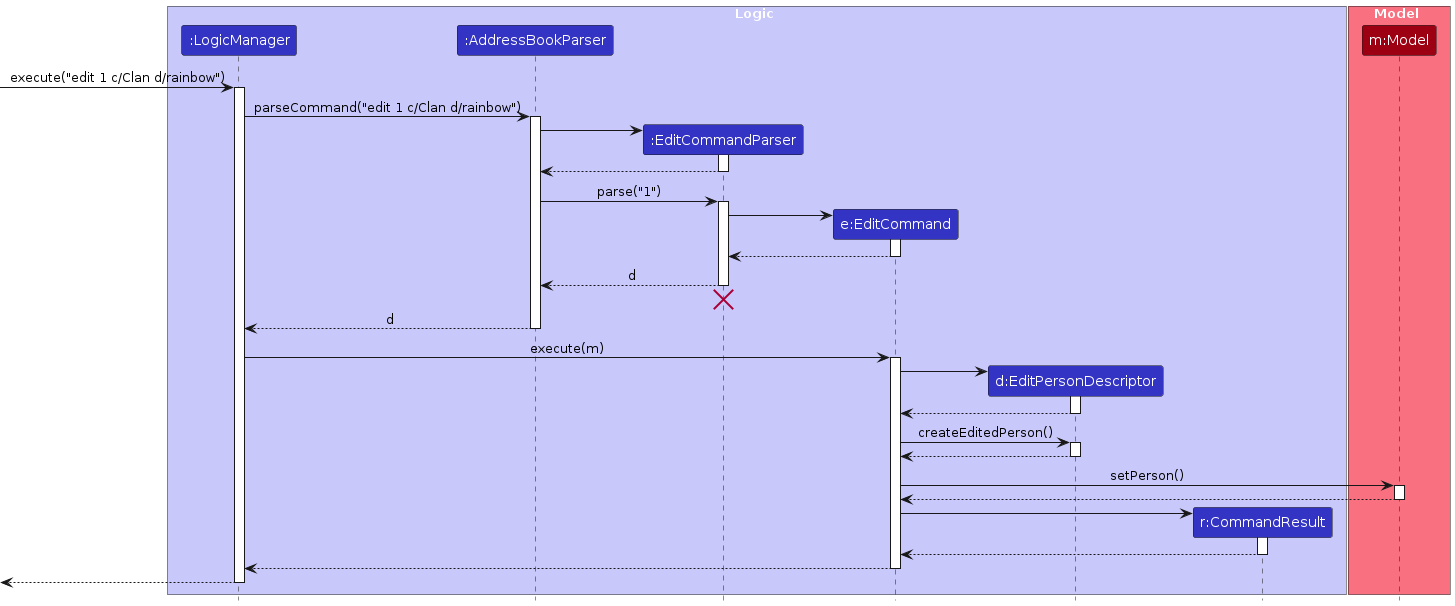 Logic
Model
:LogicManager
:AddressBookParser
m:Model
execute("edit 1 c/Clan d/rainbow")
parseCommand("edit 1 c/Clan d/rainbow")
:EditCommandParser
parse("1")
e:EditCommand
d
d
execute(m)
d:EditPersonDescriptor
createEditedPerson()
setPerson()
r:CommandResult